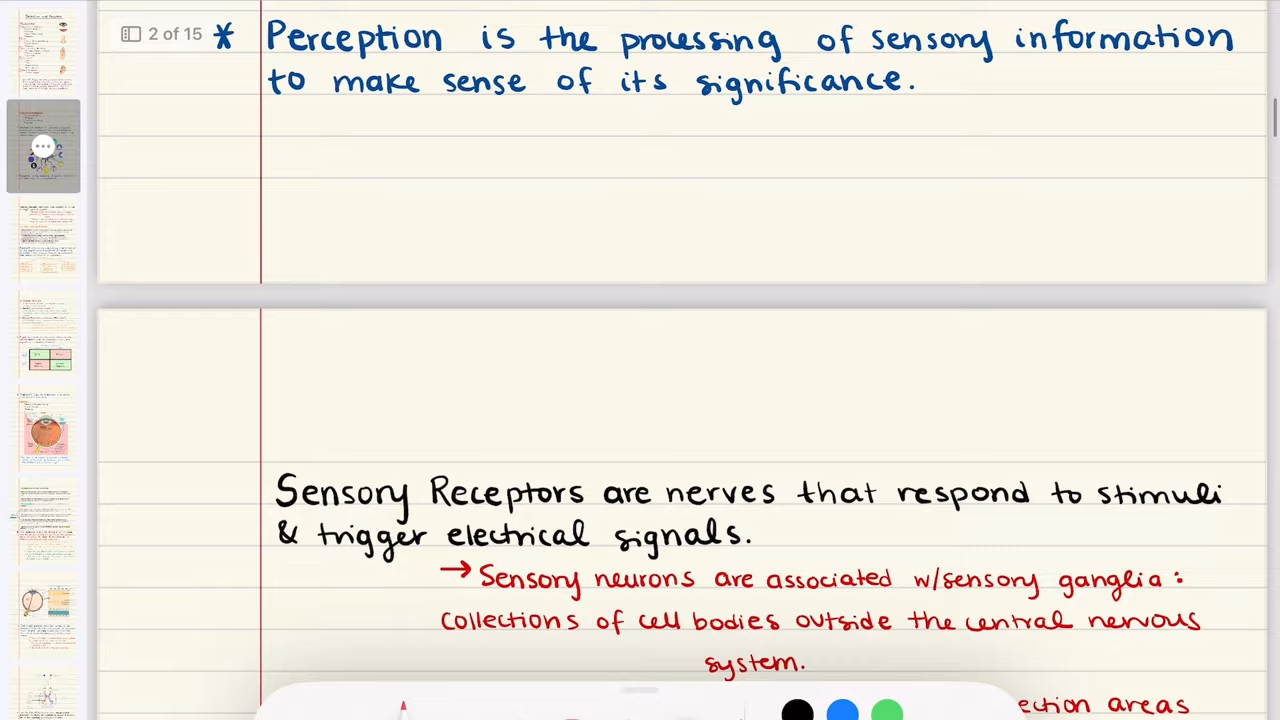 2 of 15
* Perception is the processing of sensory information
to make sense of its significance.
Sensory Receptors are nerves that respond to stimuli
& trigger electrical signals.
→ Sensory neurons are associated w/sensory ganglia:
collections of cell bodies outside the central nervous
system.
ection areas